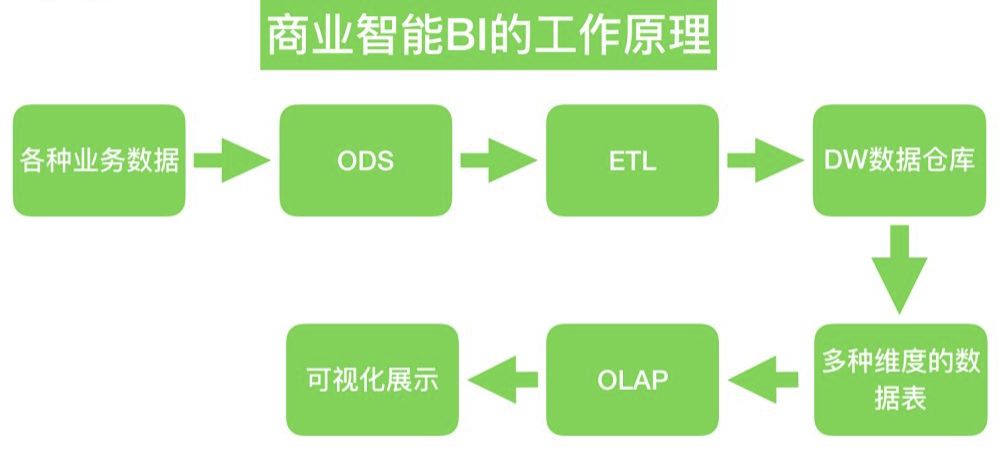 商业智能BI的工作原理
各种业务数据
ODS
ETL
DW数据仓库
多种维度的数
据表
OLAP
可视化展示